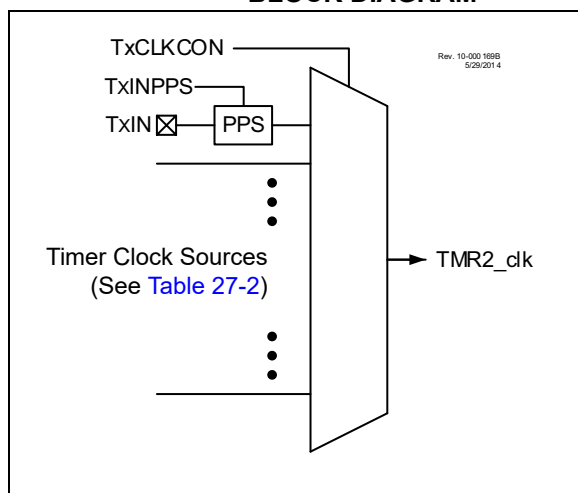 BLOCK DIAGRAM
TxCLKCON
Rev. 10-000 169B
5/29/2014
TxINPPS
TxIN
PPS
Timer Clock Sources
(See Table 27-2)
TMR2_clk